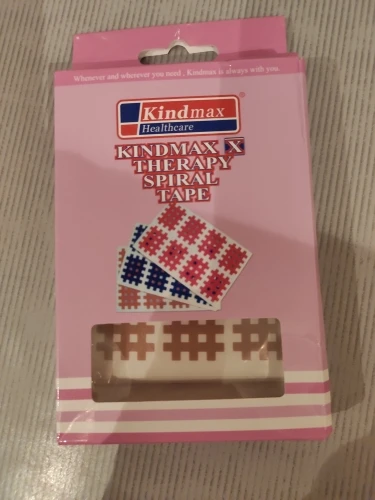 Whenever and wherever you need , Kindmax is always with you.
Kindmax ®
Healthcare
KINDMAX X
THERAPY
SPIRAL
TAPE